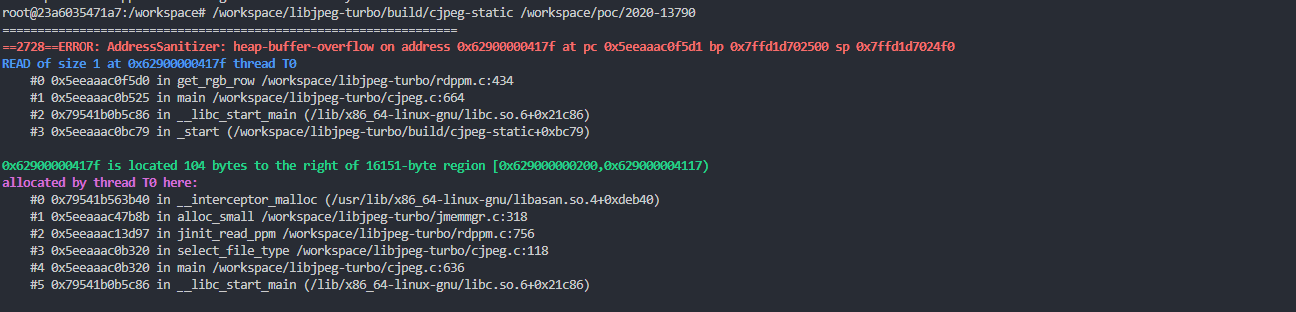 root@23a6035471a7:/workspace# /workspace/libjpeg-turbo/build/cjpeg-static /workspace/poc/2020-13790
=================================================================
==2728==ERROR: AddressSanitizer: heap-buffer-overflow on address 0x62900000417f at pc 0x5eeaaac0f5d1 bp 0x7ffd1d702500 sp 0x7ffd1d7024f0
READ of size 1 at 0x62900000417f thread T0
#0 0x5eeaaac0f5d0 in get_rgb_row /workspace/libjpeg-turbo/rdppm.c:434
#1 0x5eeaaac0b525 in main /workspace/libjpeg-turbo/cjpeg.c:664
#2 0x79541b0b5c86 in __libc_start_main (/lib/x86_64-linux-gnu/libc.so.6+0x21c86)
#3 0x5eeaaac0bc79 in _start (/workspace/libjpeg-turbo/build/cjpeg-static+0xbc79)
0x62900000417f is located 104 bytes to the right of 16151-byte region [0x629000000200,0x629000004117)
allocated by thread T0 here:
#0 0x79541b563b40 in __interceptor_malloc (/usr/lib/x86_64-linux-gnu/libasan.so.4+0xdeb40)
#1 0x5eeaaac47b8b in alloc_small /workspace/libjpeg-turbo/jmemmgr.c:318
#2 0x5eeaaac13d97 in jinit_read_ppm /workspace/libjpeg-turbo/rdppm.c:756
#3 0x5eeaaac0b320 in select_file_type /workspace/libjpeg-turbo/cjpeg.c:118
#4 0x5eeaaac0b320 in main /workspace/libjpeg-turbo/cjpeg.c:636
#5 0x79541b0b5c86 in __libc_start_main (/lib/x86_64-linux-gnu/libc.so.6+0x21c86)